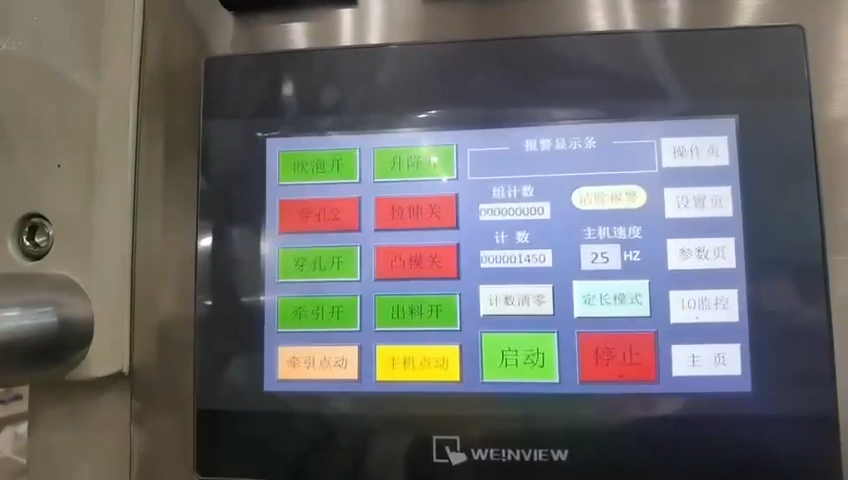 吹泡开
升降开
报警显示条
操作页
穿孔2
拉伸关
组计数
000000000
清除报警
设置页
穿孔开
凸模关
计 数
000001450
主机速度
25 HZ
参数页
牵引开
出料开
计数清零
定长模式
IO监控
牵引点动
主机点动
启动
停止
主 页
WEINVIEW